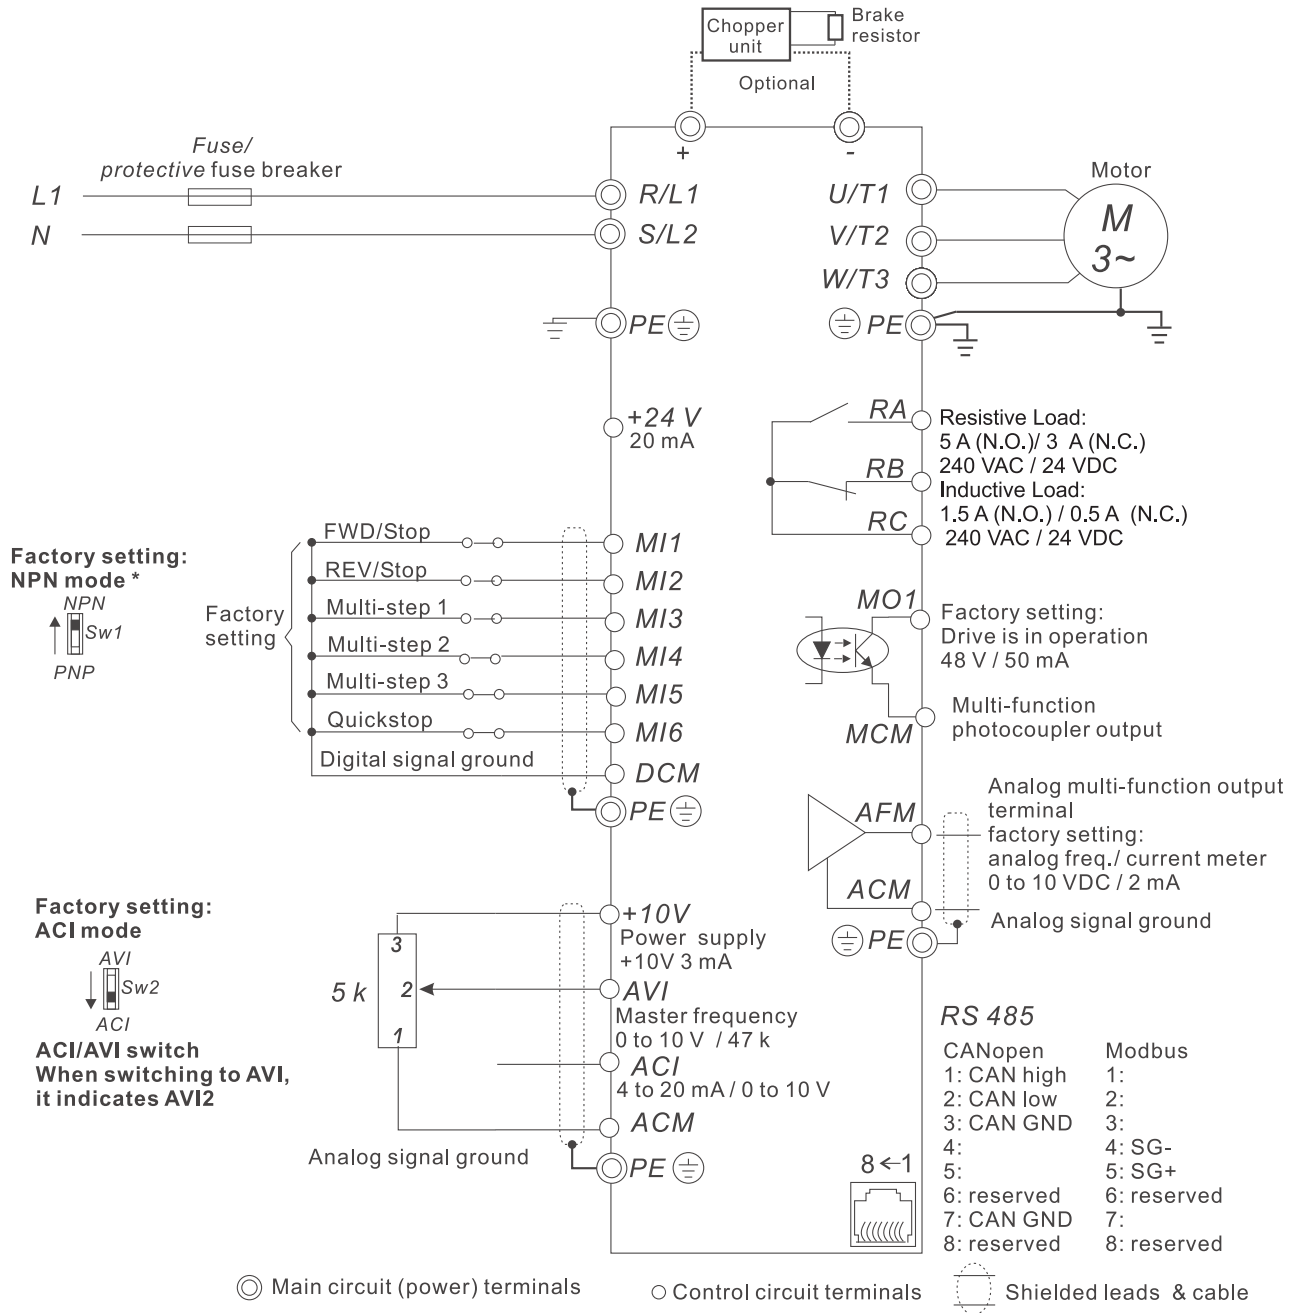 Chopper
unit
Brake
resistor
Optional
+
-
Fuse/
protective fuse breaker
L1
N
R/L1
S/L2
U/T1
V/T2
W/T3
Motor
M
3~
PE
PE
+24 V
20 mA
RA
RB
RC
Resistive Load:
5 A (N.O.)/ 3 A (N.C.)
240 VAC / 24 VDC
Inductive Load:
1.5 A (N.O.) / 0.5 A (N.C.)
240 VAC / 24 VDC
Factory setting:
NPN mode *
NPN
Sw1
PNP
Factory
setting
FWD/Stop
REV/Stop
Multi-step 1
Multi-step 2
Multi-step 3
Quickstop
Digital signal ground
MI1
MI2
MI3
MI4
MI5
MI6
DCM
PE
MO1
MCM
Factory setting:
Drive is in operation
48 V / 50 mA
Multi-function
photocoupler output
AFM
ACM
PE
Analog multi-function output
terminal
factory setting:
analog freq./ current meter
0 to 10 VDC / 2 mA
Analog signal ground
Factory setting:
ACI mode
AVI
Sw2
ACI
ACI/AVI switch
When switching to AVI,
it indicates AVI2
5 k
3
2
1
+10V
Power supply
+10V 3 mA
AVI
Master frequency
0 to 10 V / 47 k
ACI
4 to 20 mA / 0 to 10 V
ACM
Analog signal ground
PE
8←1
RS 485
CANopen
1: CAN high
2: CAN low
3: CAN GND
4:
5:
6: reserved
7: CAN GND
8: reserved
Modbus
1:
2:
3:
4: SG-
5: SG+
6: reserved
7:
8: reserved
Main circuit (power) terminals
Control circuit terminals
Shielded leads & cable